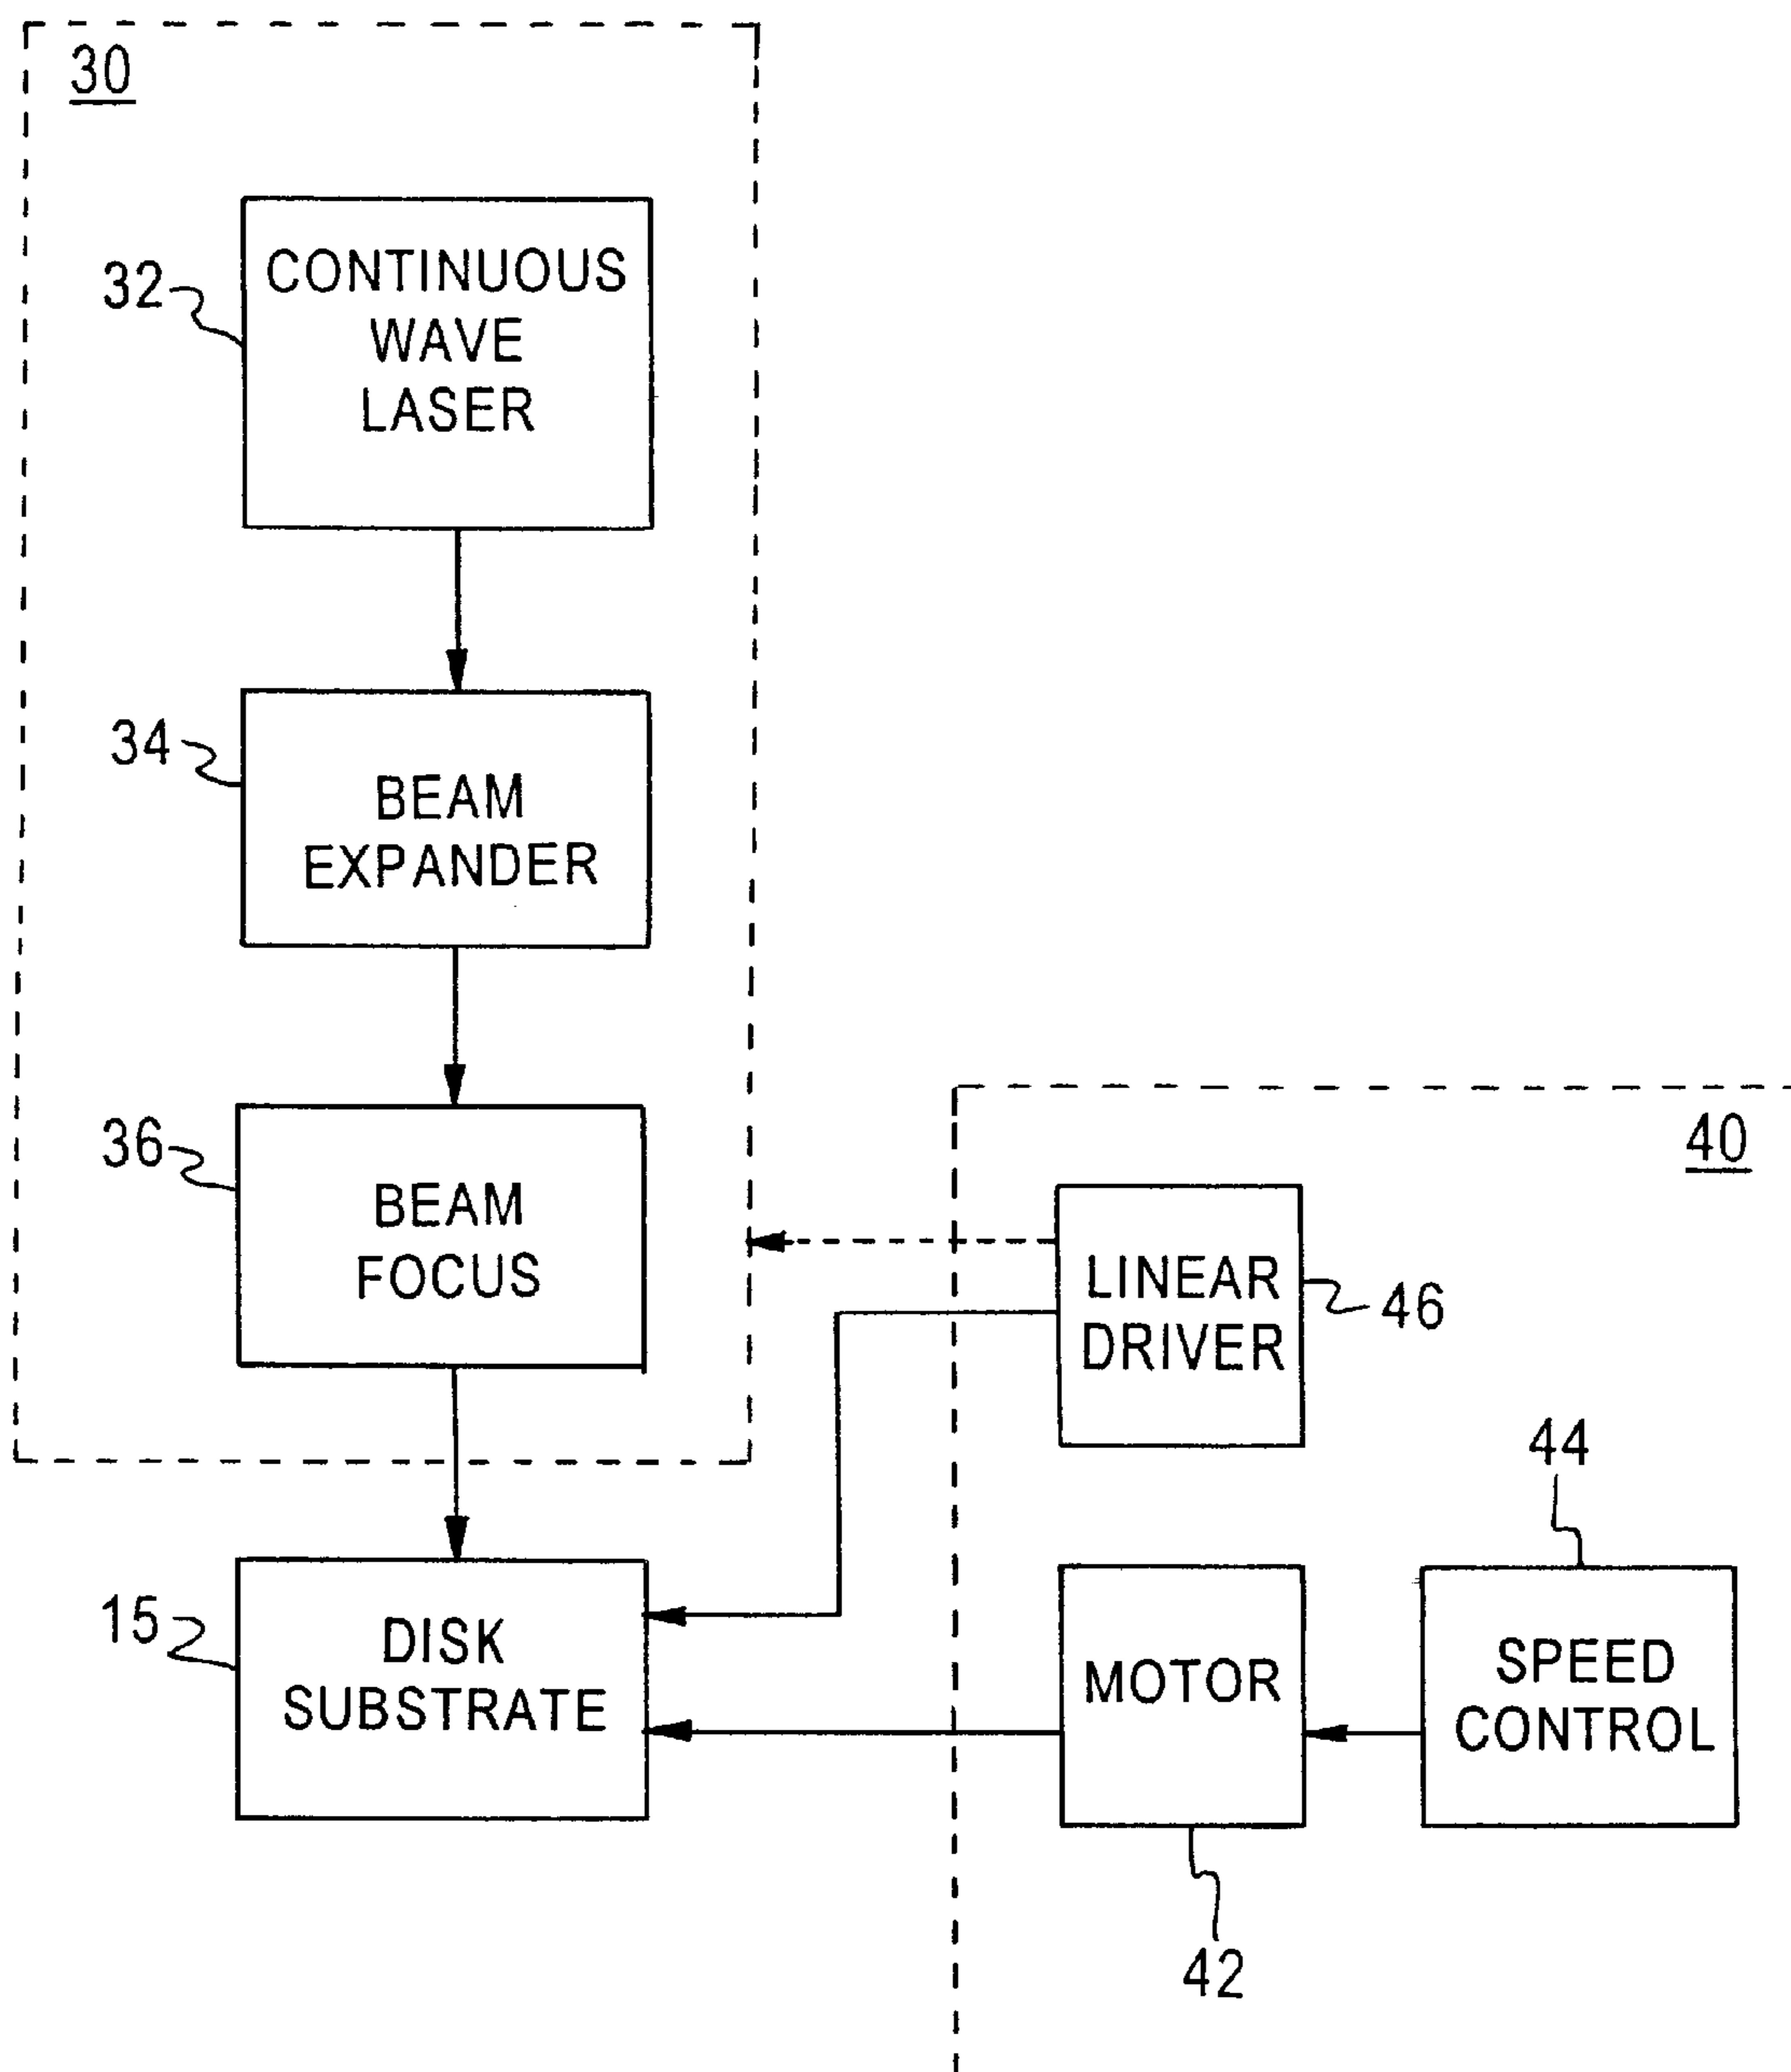 30
32
CONTINUOUS
WAVE
LASER
34
BEAM
EXPANDER
36
BEAM
FOCUS
40
LINEAR
DRIVER
46
44
15
DISK
SUBSTRATE
MOTOR
SPEED
CONTROL
42